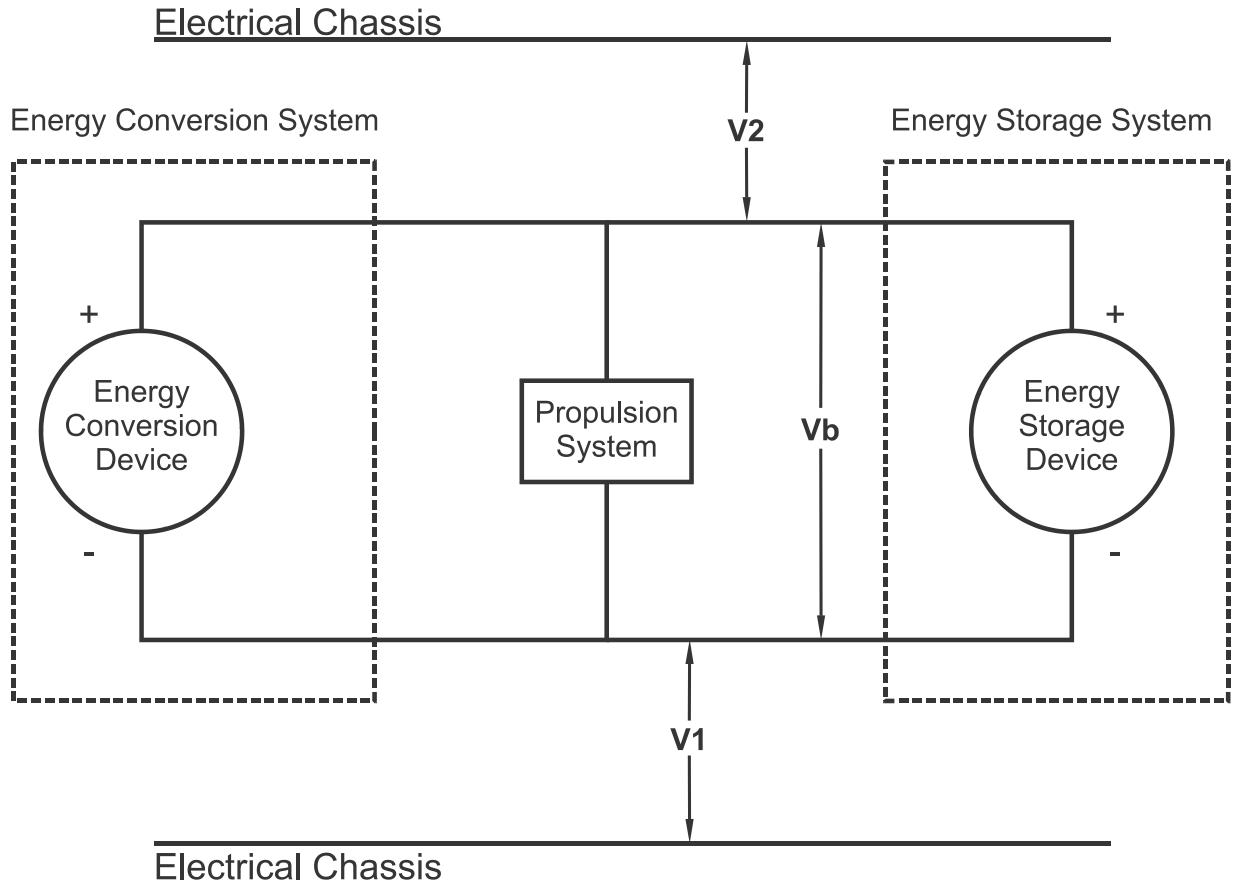 Electrical Chassis
V2
Energy Conversion System
Energy Storage System
+
+
Energy
Conversion
Device
Propulsion
System
Vb
Energy
Storage
Device
-
-
V1
Electrical Chassis